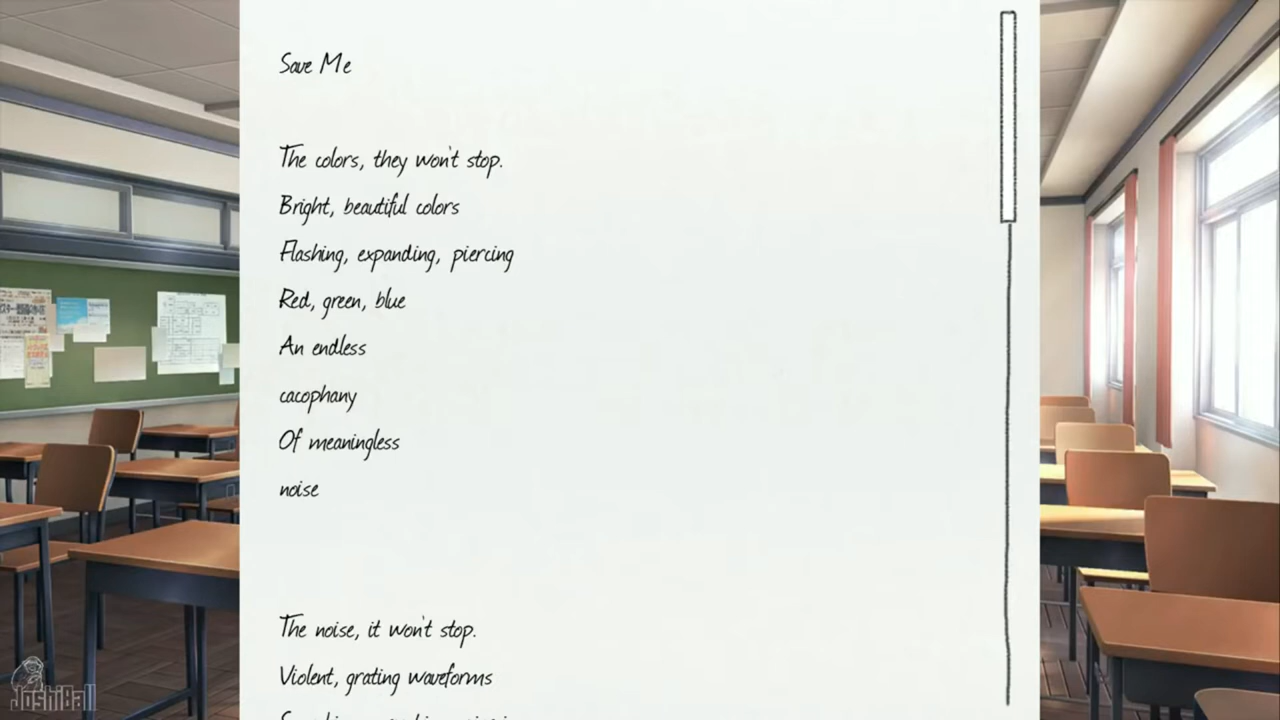 Save Me
The colors, they won't stop.
Bright, beautiful colors
Flashing, expanding, piercing
Red, green, blue
An endless
cacophany
Of meaningless
noise
The noise, it won't stop.
Violent, grating waveforms
JoshiBall